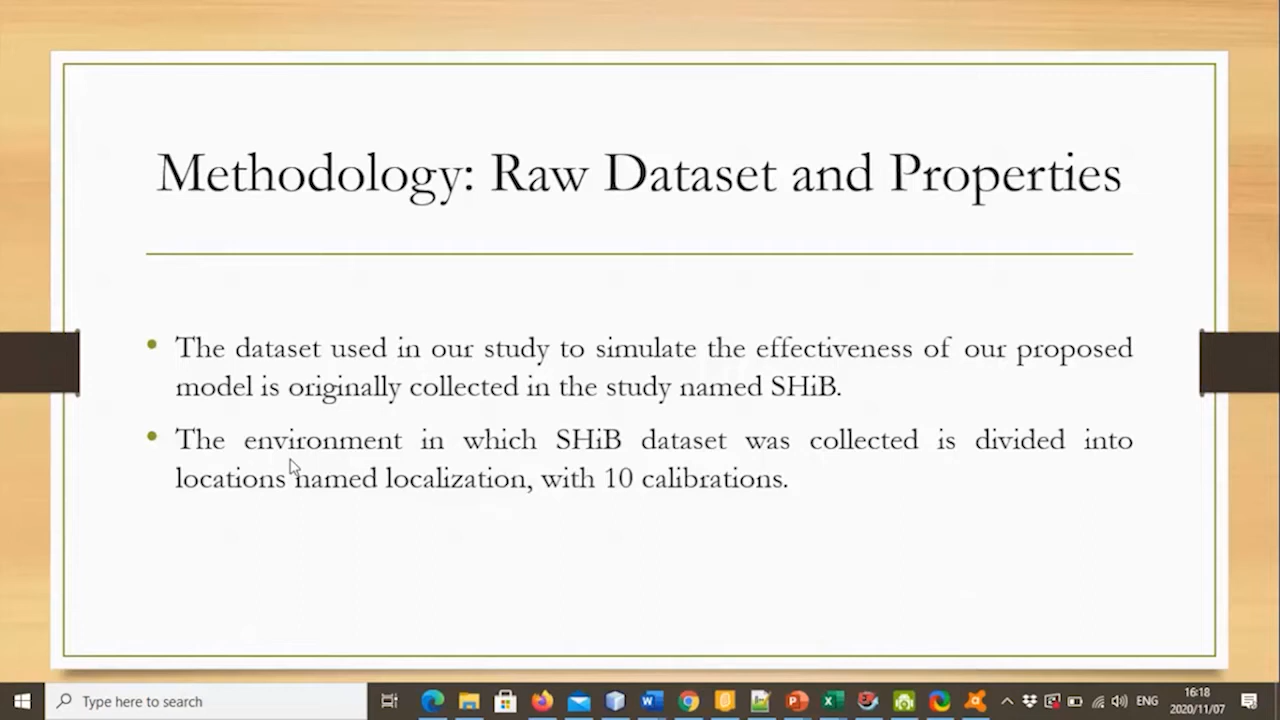 Methodology: Raw Dataset and Properties
• The dataset used in our study to simulate the effectiveness of our proposed
model is originally collected in the study named SHiB.
• The environment in which SHiB dataset was collected is divided into
locations named localization, with 10 calibrations.
Type here to search
ENG
16:18
2020/11/07